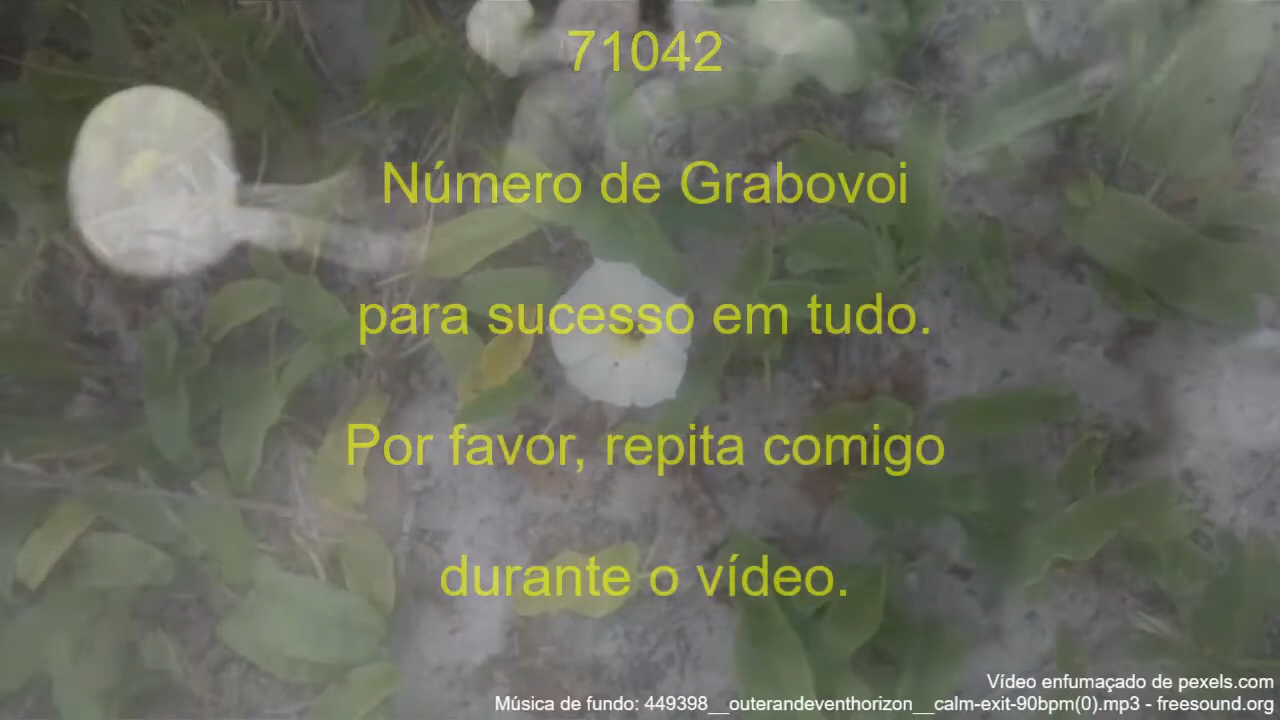 71042
Número de Grabovoi
para sucesso em tudo.
Por favor, repita comigo
durante o vídeo.
Vídeo enfumaçado de pexels.com
Música de fundo: 449398__outerandeventhorizon__calm-exit-90bpm(0).mp3 - freesound.org